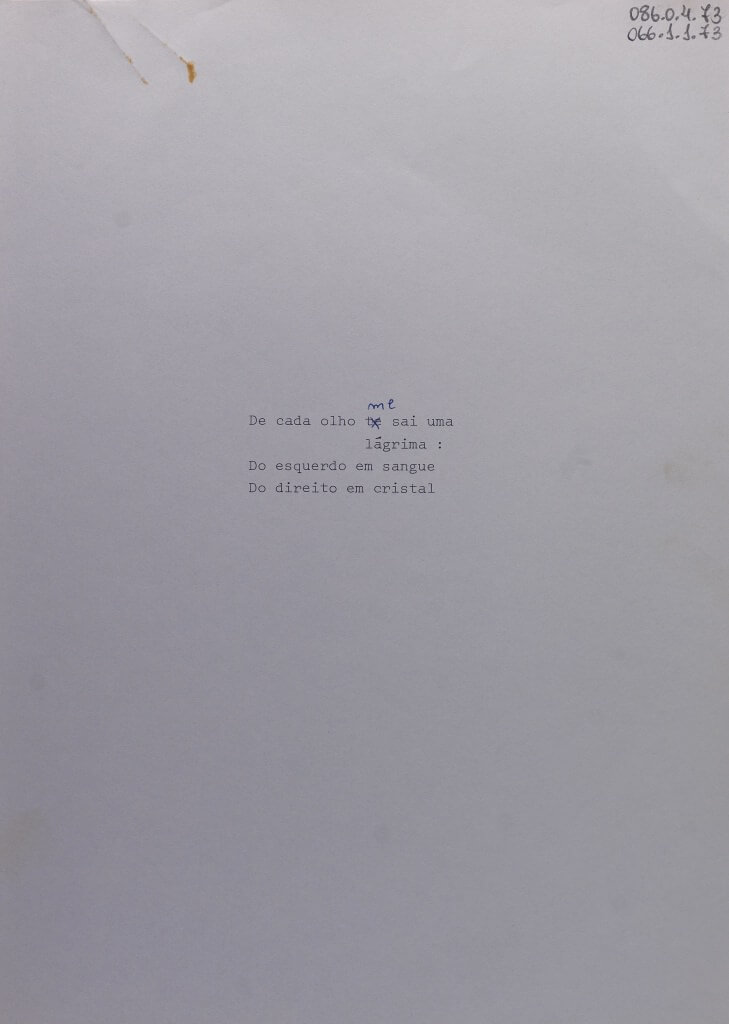 086.0.4.73
066.1.1.73
me
De cada olho te sai uma
lágrima :
Do esquerdo em sangue
Do direito em cristal